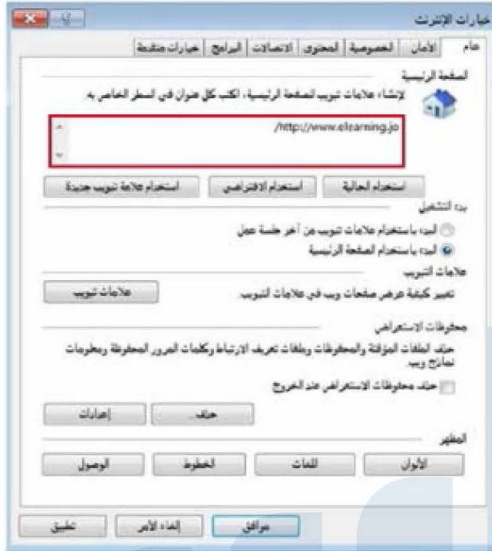 خيارات الإنترنت
عام الأمان الخصوصية المحتوى الاتصالات البرامج خيارات متقدمة
الصفحة الرئيسية
لإنشاء علامات تبويب لصفحة الرئيسية، اكتب كل عنوان في السطر الخاص به
/http://www.elearning.jo
استخدام الحالية استخدام الافتراضي استخدام علامة تبويب جديدة
بدء التشغيل
البدء باستخدام علامات تبويب من آخر جلسة عمل
البدء باستخدام الصفحة الرئيسية
علامات التبويب
تغيير كيفية عرض صفحات ويب في علامات التبويب. علامات تبويب
محفوظات الاستعراض
حذف الملفات المؤقتة والمحفوظات وملفات تعريف الارتباط وكلمات المرور المحفوظة ومعلومات
نماذج ويب.
حذف محفوظات الإستعراض عند الخروج
حذف... إعدادات
المظهر
الألوان اللغات الخطوط الوصول
موافق إلغاء الأمر تطبيق